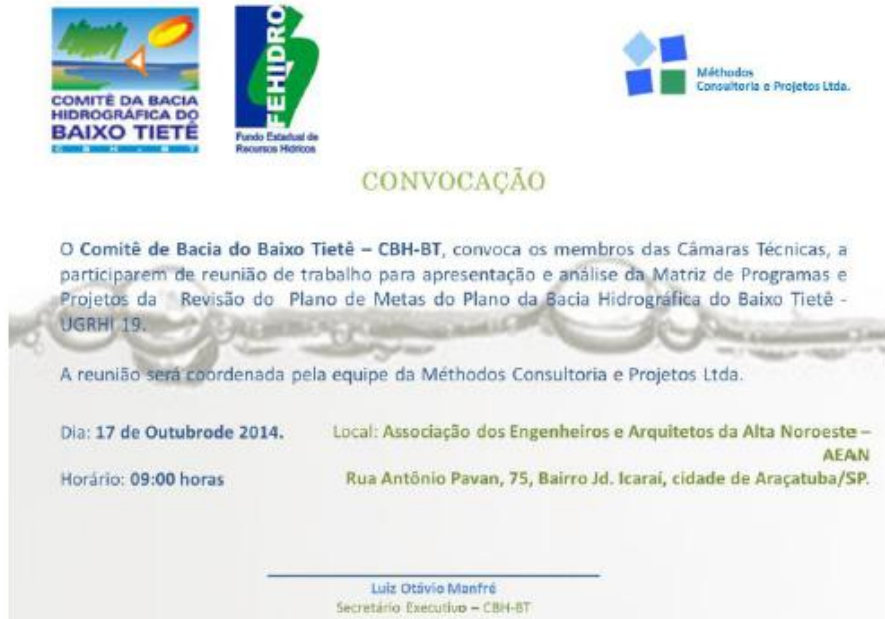 COMITÊ DA BACIA
HIDROGRÁFICA DO
BAIXO TIETÊ
C B H - B T
FEHIDRO
Fundo Estadual de
Recursos Hídricos
Méthodos
Consultoria e Projetos Ltda.
CONVOCAÇÃO
O Comitê de Bacia do Baixo Tietê – CBH-BT, convoca os membros das Câmaras Técnicas, a
participarem de reunião de trabalho para apresentação e análise da Matriz de Programas e
Projetos da Revisão do Plano de Metas do Plano da Bacia Hidrográfica do Baixo Tietê -
UGRHI 19.
A reunião será coordenada pela equipe da Méthodos Consultoria e Projetos Ltda.
Dia: 17 de Outubrode 2014.
Horário: 09:00 horas
Local: Associação dos Engenheiros e Arquitetos da Alta Noroeste –
AEAN
Rua Antônio Pavan, 75, Bairro Jd. Icaraí, cidade de Araçatuba/SP.
Luiz Otávio Manfré
Secretário Executivo – CBH-BT